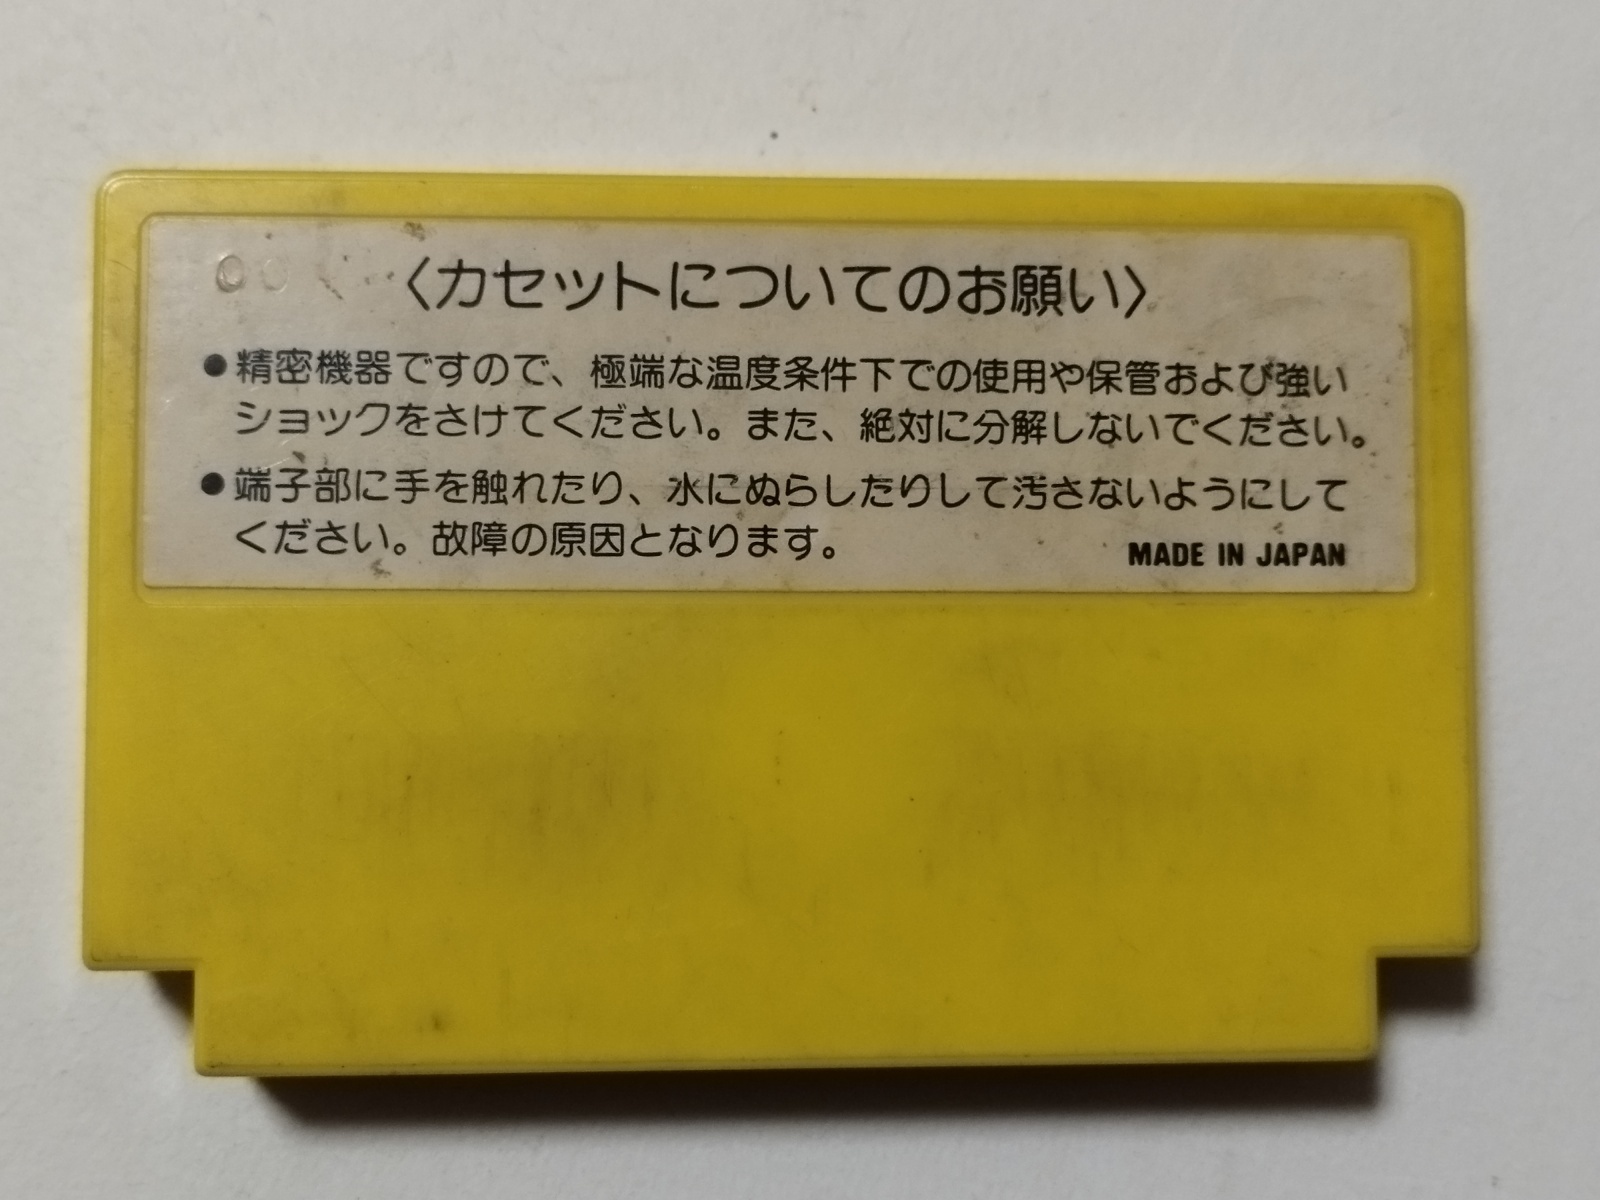 〈カセットについてのお願い〉
●精密機器ですので、極端な温度条件下での使用や保管および強い
ショックをさけてください。また、絶対に分解しないでください。
●端子部に手を触れたり、水にぬらしたりして汚さないようにして
ください。故障の原因となります。
MADE IN JAPAN